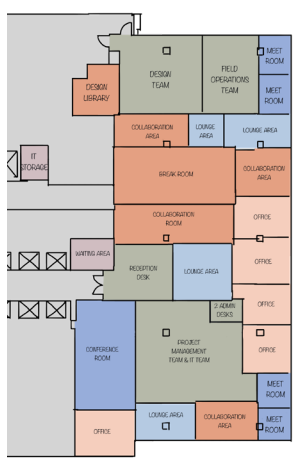 MEET
ROOM
DESIGN
TEAM
FIELD
OPERATIONS
TEAM
DESIGN
LIBRARY
MEET
ROOM
COLLABORATION
AREA
LOUNGE
AREA
LOUNGE AREA
IT
STORAGE
BREAK ROOM
COLLABORATION
AREA
COLLABORATION
ROOM
OFFICE
WAITING AREA
OFFICE
RECEPTION
DESK
LOUNGE AREA
2 ADMIN
DESKS
OFFICE
CONFERENCE
ROOM
PROJECT
MANAGEMENT
TEAM & IT TEAM
OFFICE
MEET
ROOM
OFFICE
LOUNGE AREA
COLLABORATION
AREA
MEET
ROOM